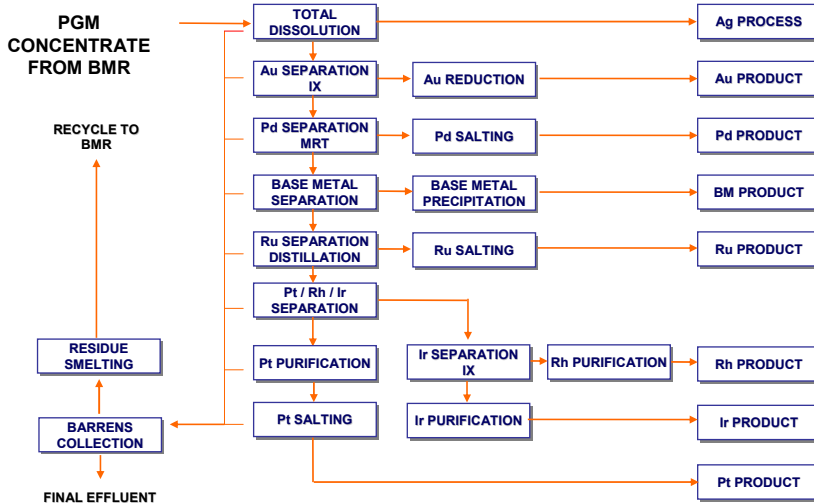 PGM
CONCENTRATE
FROM BMR
TOTAL
DISSOLUTION
Ag PROCESS
Au SEPARATION
IX
Au REDUCTION
Au PRODUCT
RECYCLE TO
BMR
Pd SEPARATION
MRT
Pd SALTING
Pd PRODUCT
BASE METAL
SEPARATION
BASE METAL
PRECIPITATION
BM PRODUCT
Ru SEPARATION
DISTILLATION
Ru SALTING
Ru PRODUCT
Pt / Rh / Ir
SEPARATION
RESIDUE
SMELTING
Pt PURIFICATION
Ir SEPARATION
IX
Rh PURIFICATION
Rh PRODUCT
BARRENS
COLLECTION
Pt SALTING
Ir PURIFICATION
Ir PRODUCT
Pt PRODUCT
FINAL EFFLUENT